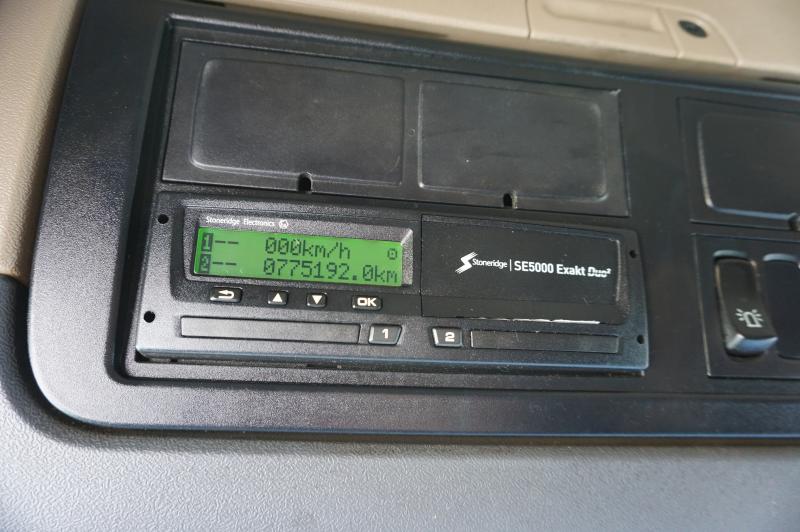 Stoneridge Electronics
1 -- 000km/h
2 -- 0775192.0km
Stoneridge | SE5000 Exakt Duo²
OK
1 2